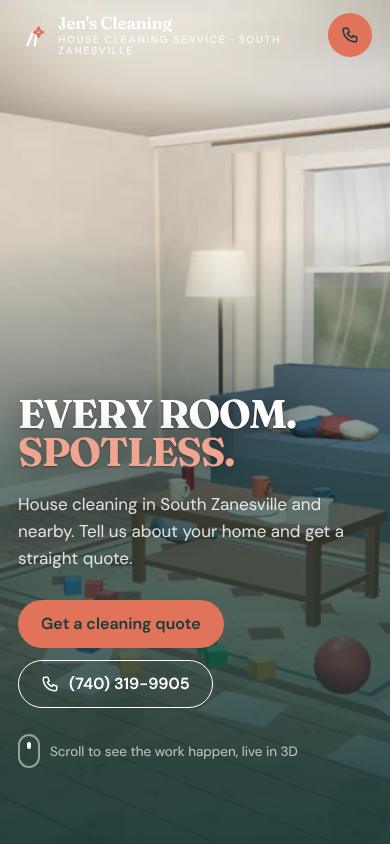 Jen's Cleaning
HOUSE CLEANING SERVICE · SOUTH
ZANESVILLE
EVERY ROOM.
SPOTLESS.
House cleaning in South Zanesville and
nearby. Tell us about your home and get a
straight quote.
Get a cleaning quote
(740) 319-9905
Scroll to see the work happen, live in 3D